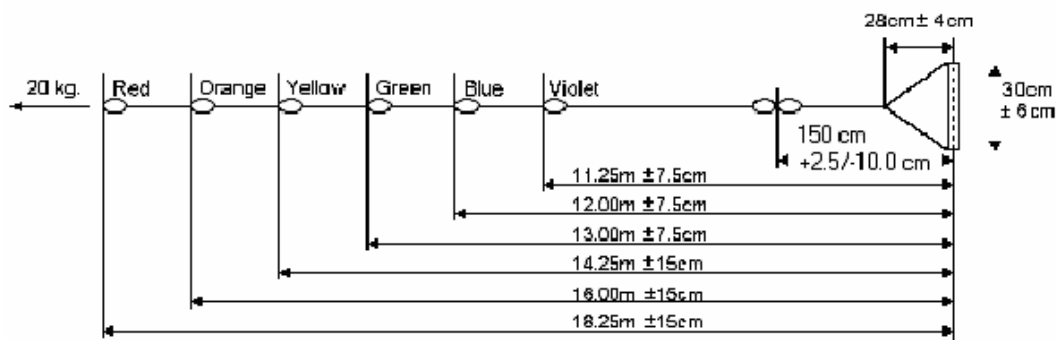 28cm ± 4cm
20 kg. Red Orange Yellow Green Blue Violet
30cm
± 6cm
150 cm
+2.5/-10.0 cm
11.25m ±7.5cm
12.00m ±7.5cm
13.00m ±7.5cm
14.25m ±15cm
16.00m ±15cm
18.25m ±15cm